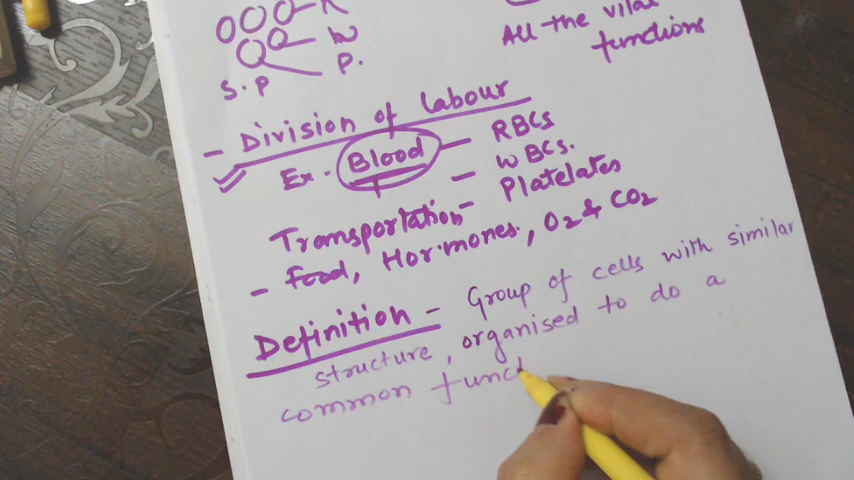 W
S.P
P.
All the vital
functions
- Division of Labour
Ex. Blood - RBCs
- WBCs.
- Platelates
Transportation
- Food, Hormones, O2 & CO2
Definition - Group of cells with similar
structure, organised to do a
common funct